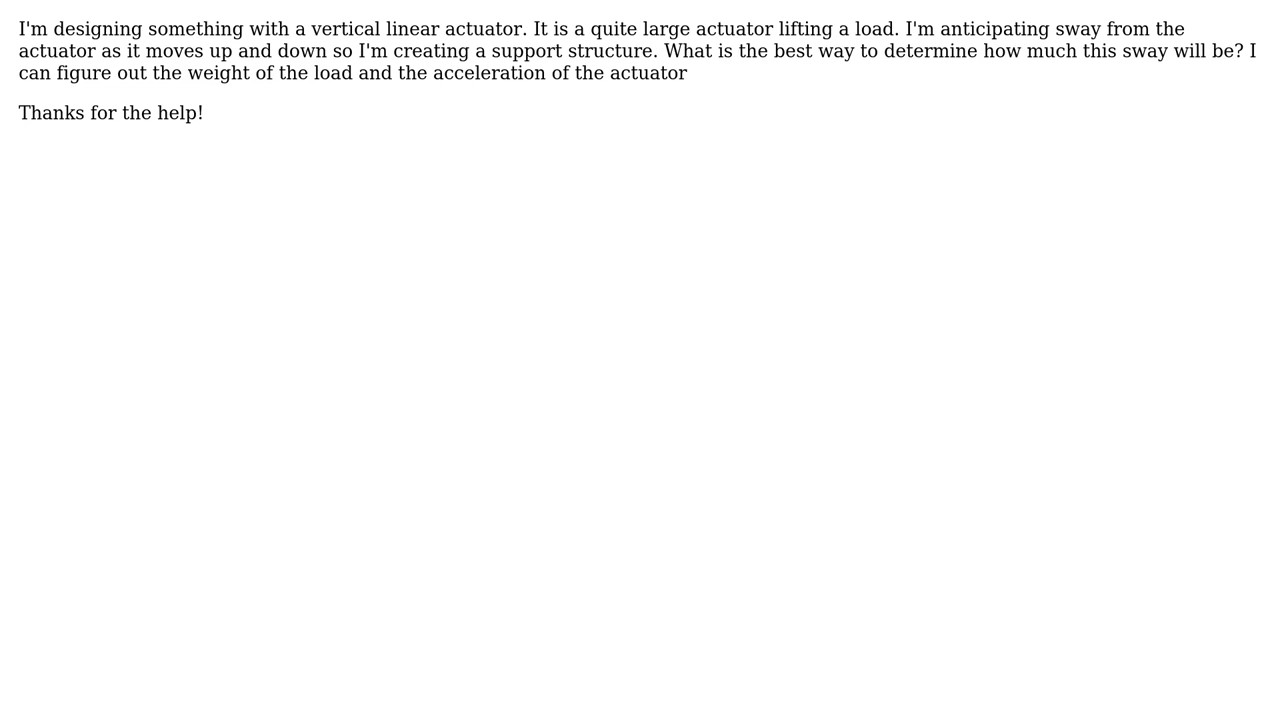 I'm designing something with a vertical linear actuator. It is a quite large actuator lifting a load. I'm anticipating sway from the
actuator as it moves up and down so I'm creating a support structure. What is the best way to determine how much this sway will be? I
can figure out the weight of the load and the acceleration of the actuator
Thanks for the help!